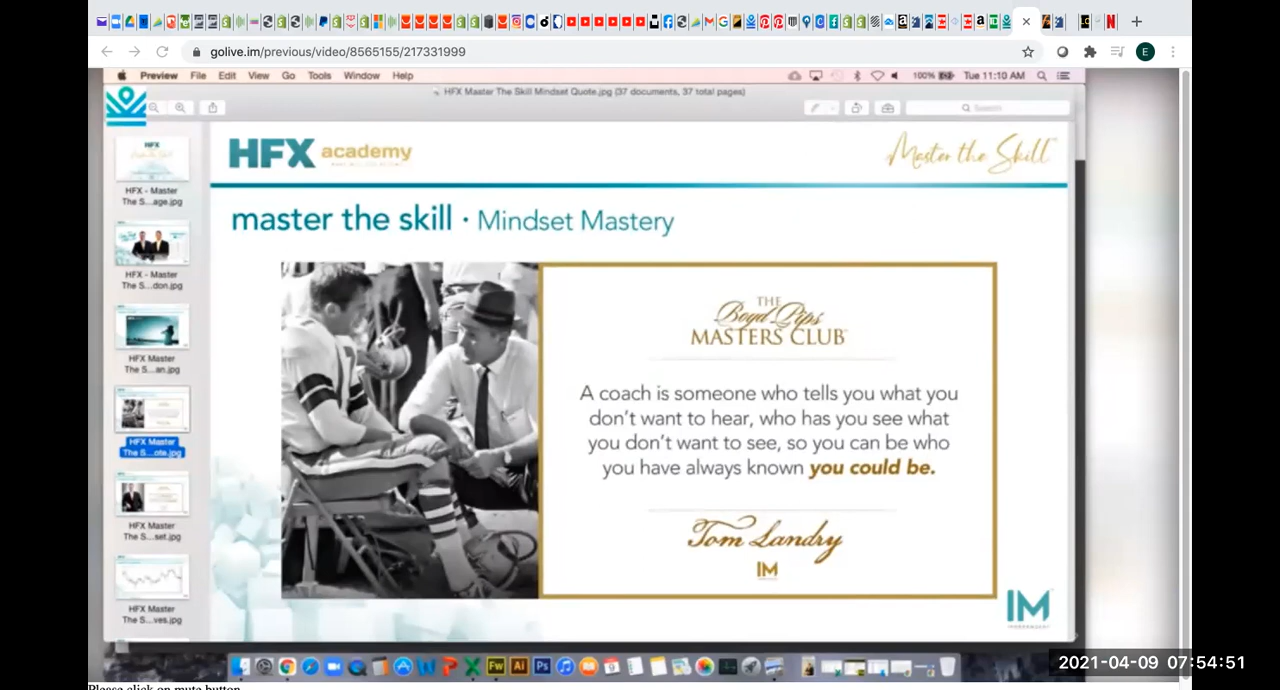 golive.im/previous/video/8565155/217331999
E
Preview File Edit View Go Tools Window Help
100% Tue 11:10 AM
HFX Master The Skill Mindset Quote.jpg (37 documents, 37 total pages)
Search
HFX academy
Master the Skill
HFX - Master
The S...age.jpg
HFX - Master
The S...don.jpg
HFX Master
The S...an.jpg
HFX Master
The S...ote.jpg
HFX Master
The S...set.jpg
HFX Master
The S...ves.jpg
master the skill · Mindset Mastery
THE
Boyd Pips
MASTERS CLUB
A coach is someone who tells you what you
don't want to hear, who has you see what
you don't want to see, so you can be who
you have always known you could be.
Tom Landry
IM
IM
2021-04-09 07:54:51
Please click on mute button